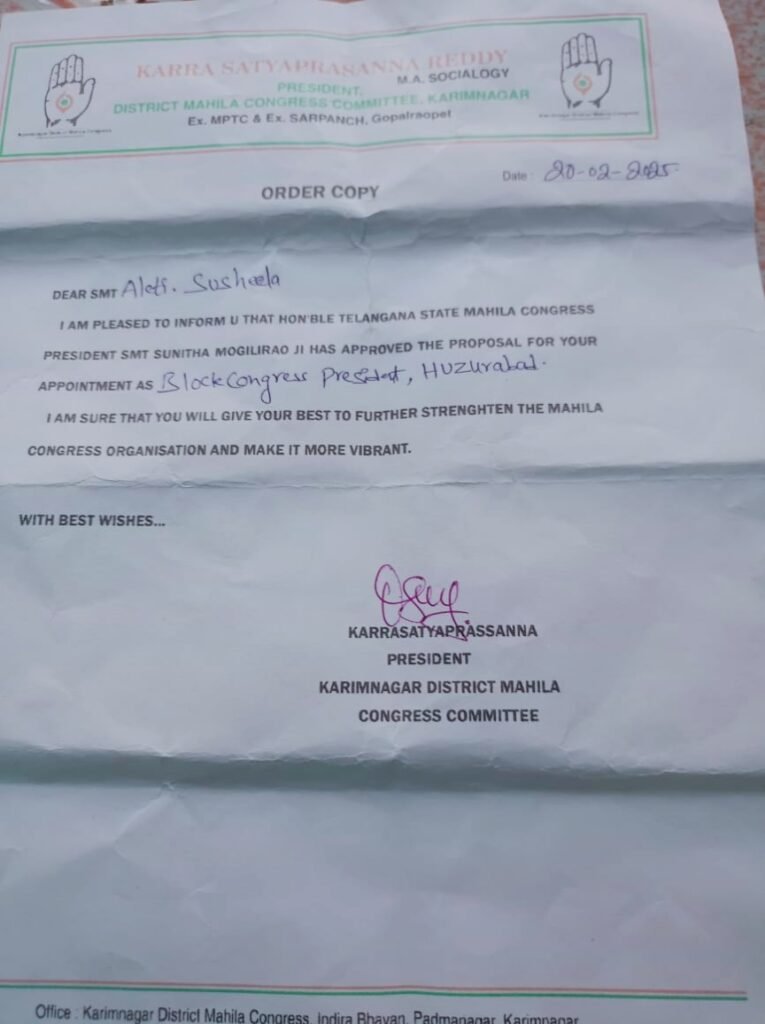 KARRA SATYAPRASANNA REDDY
M.A. SOCIALOGY
PRESIDENT,
DISTRICT MAHILA CONGRESS COMMITTEE, KARIMNAGAR
Ex. MPTC & Ex. SARPANCH, Gopalraopet
Date : 20-02-2025
ORDER COPY
DEAR SMT Aleti. Susheela
I AM PLEASED TO INFORM U THAT HON'BLE TELANGANA STATE MAHILA CONGRESS
PRESIDENT SMT SUNITHA MOGILIRAO JI HAS APPROVED THE PROPOSAL FOR YOUR
APPOINTMENT AS Block Congress President, HUZURABAD.
I AM SURE THAT YOU WILL GIVE YOUR BEST TO FURTHER STRENGHTEN THE MAHILA
CONGRESS ORGANISATION AND MAKE IT MORE VIBRANT.
WITH BEST WISHES...
KARRASATYAPRASSANNA
PRESIDENT
KARIMNAGAR DISTRICT MAHILA
CONGRESS COMMITTEE
Office : Karimnagar District Mahila Congress, Indira Bhavan, Padmanagar, Karimnagar